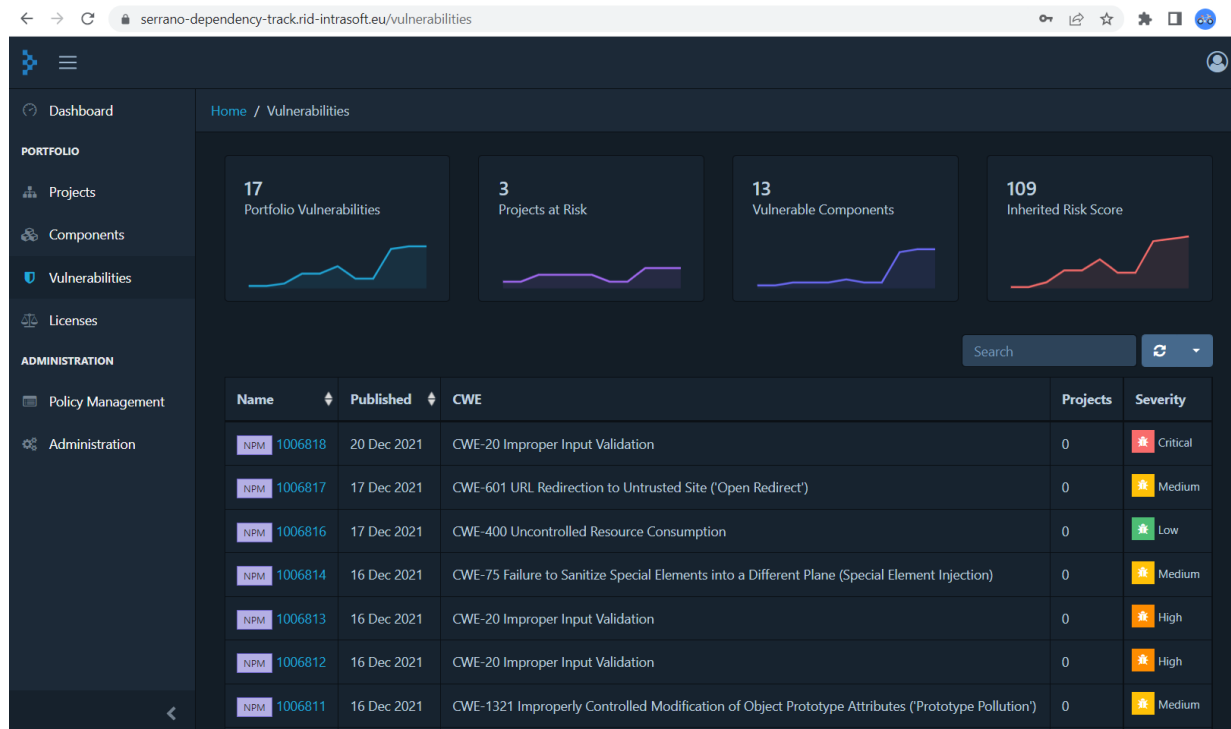 serrano-dependency-track.rid-intrasoft.eu/vulnerabilities
Dashboard
PORTFOLIO
Projects
Components
Vulnerabilities
Licenses
ADMINISTRATION
Policy Management
Administration
Home / Vulnerabilities
17
Portfolio Vulnerabilities
3
Projects at Risk
13
Vulnerable Components
109
Inherited Risk Score
Search
Name Published CWE Projects Severity
NPM 1006818 20 Dec 2021 CWE-20 Improper Input Validation 0 Critical
NPM 1006817 17 Dec 2021 CWE-601 URL Redirection to Untrusted Site ('Open Redirect') 0 Medium
NPM 1006816 17 Dec 2021 CWE-400 Uncontrolled Resource Consumption 0 Low
NPM 1006814 16 Dec 2021 CWE-75 Failure to Sanitize Special Elements into a Different Plane (Special Element Injection) 0 Medium
NPM 1006813 16 Dec 2021 CWE-20 Improper Input Validation 0 High
NPM 1006812 16 Dec 2021 CWE-20 Improper Input Validation 0 High
NPM 1006811 16 Dec 2021 CWE-1321 Improperly Controlled Modification of Object Prototype Attributes ('Prototype Pollution') 0 Medium